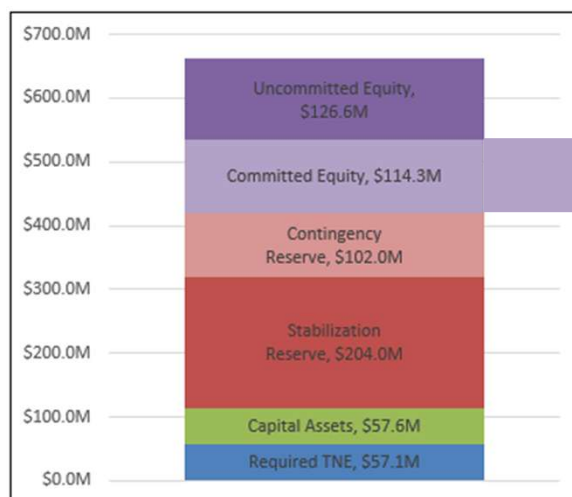 $700.0M
$600.0M
$500.0M
$400.0M
$300.0M
$200.0M
$100.0M
$0.0M
Uncommitted Equity,
$126.6M
Committed Equity, $114.3M
Contingency
Reserve, $102.0M
Stabilization
Reserve, $204.0M
Capital Assets, $57.6M
Required TNE, $57.1M